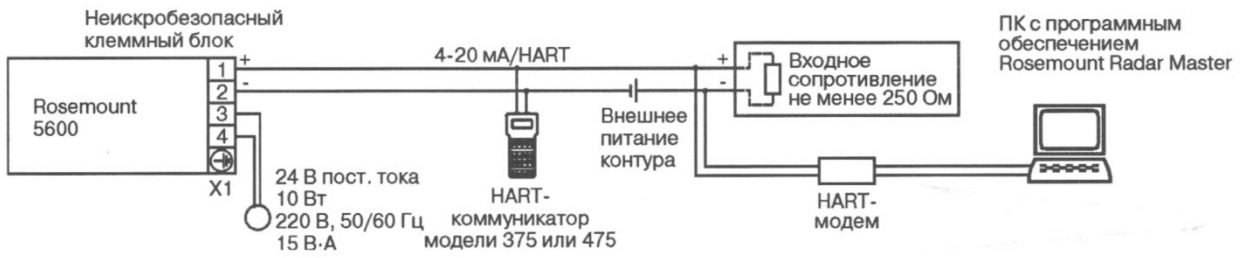 Неискробезопасный
клеммный блок
ПК с программным
обеспечением
Rosemount Radar Master
Rosemount
5600
1
2
3
4
X1
+
-
4-20 мА/HART
+
-
Входное
сопротивление
не менее 250 Ом
Внешнее
питание
контура
24 В пост. тока
10 Вт
220 В, 50/60 Гц
15 В·А
HART-
коммуникатор
модели 375 или 475
HART-
модем